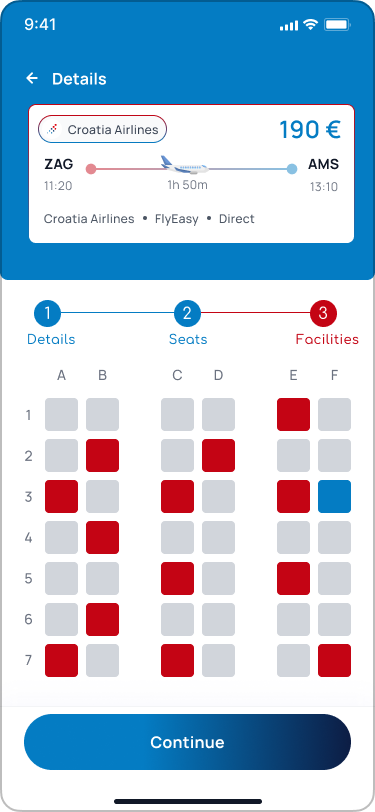 9:41
Details
Croatia Airlines 190 €
ZAG AMS
11:20 1h 50m 13:10
Croatia Airlines • FlyEasy • Direct
1 2 3
Details Seats Facilities
A B C D E F
1
2
3
4
5
6
7
Continue